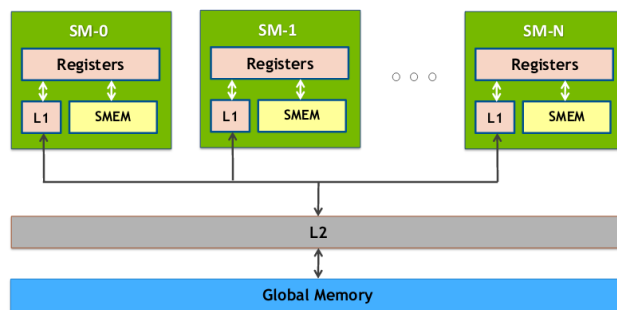 SM-0
SM-1
SM-N
Registers
Registers
Registers
L1
SMEM
L1
SMEM
L1
SMEM
L2
Global Memory